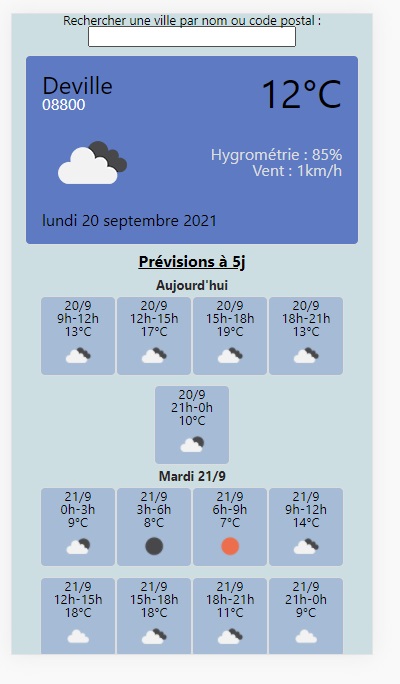 Rechercher une ville par nom ou code postal :
Deville
08800
12°C
Hygrométrie : 85%
Vent : 1km/h
lundi 20 septembre 2021
Prévisions à 5j
Aujourd'hui
20/9 20/9 20/9 20/9
9h-12h 12h-15h 15h-18h 18h-21h
13°C 17°C 19°C 13°C
20/9
21h-0h
10°C
Mardi 21/9
21/9 21/9 21/9 21/9
0h-3h 3h-6h 6h-9h 9h-12h
9°C 8°C 7°C 14°C
21/9 21/9 21/9 21/9
12h-15h 15h-18h 18h-21h 21h-0h
18°C 18°C 11°C 9°C